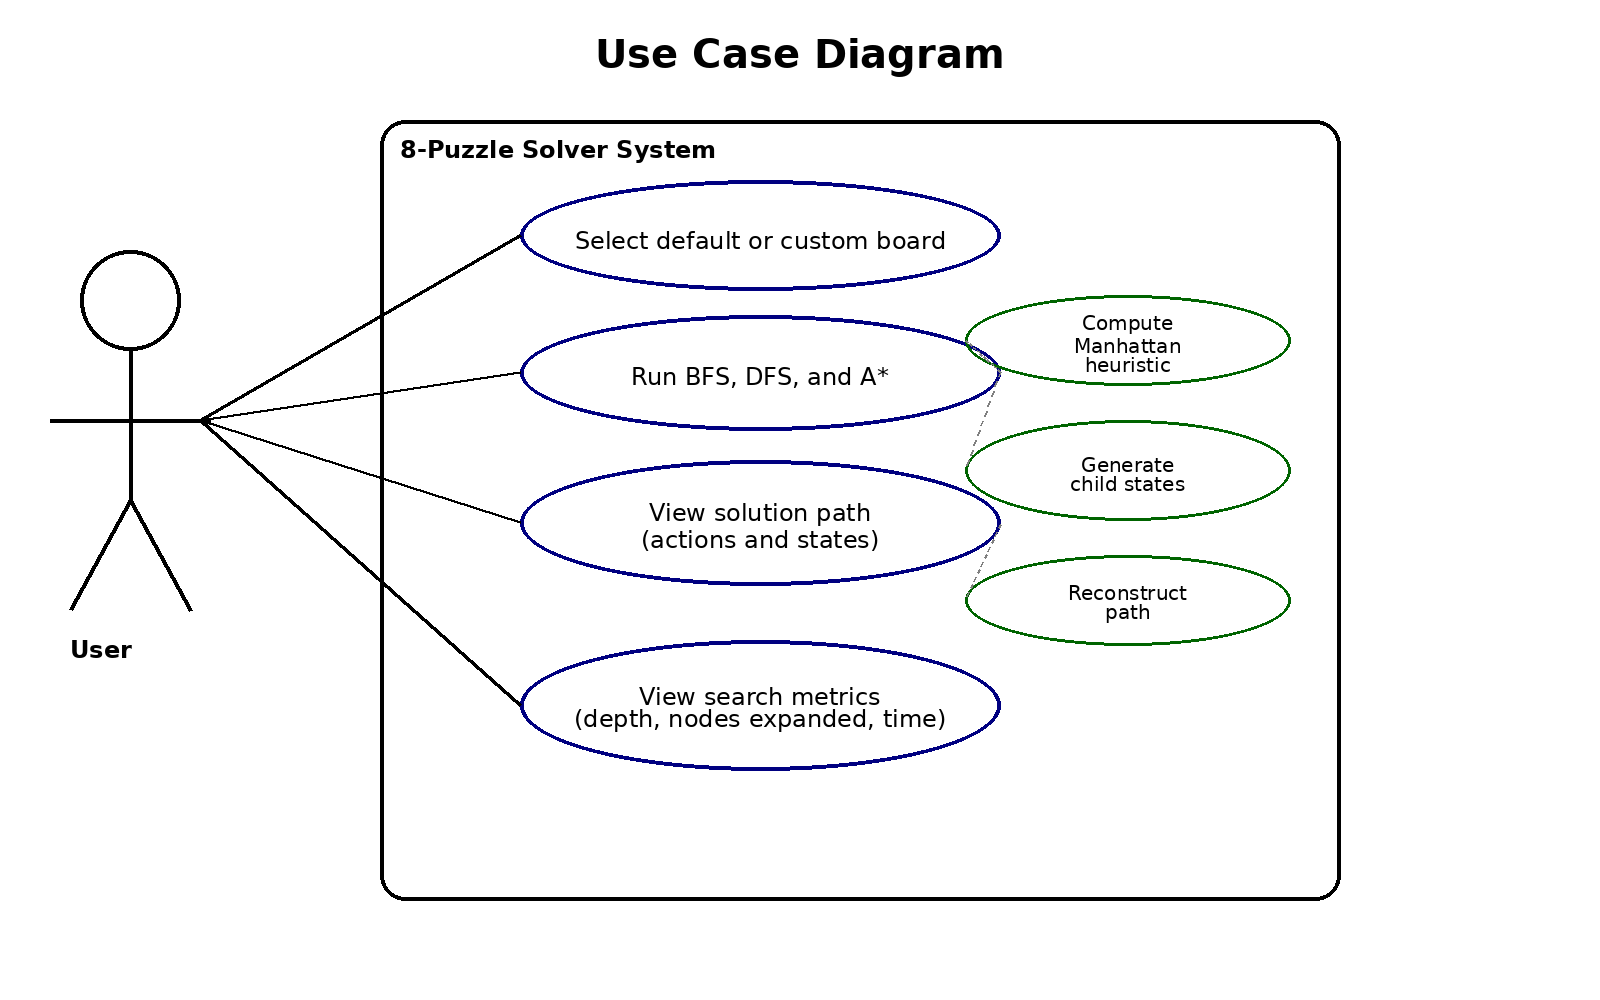 Use Case Diagram
8-Puzzle Solver System
Select default or custom board
Compute
Manhattan
heuristic
Run BFS, DFS, and A*
Generate
child states
View solution path
(actions and states)
Reconstruct
path
User
View search metrics
(depth, nodes expanded, time)